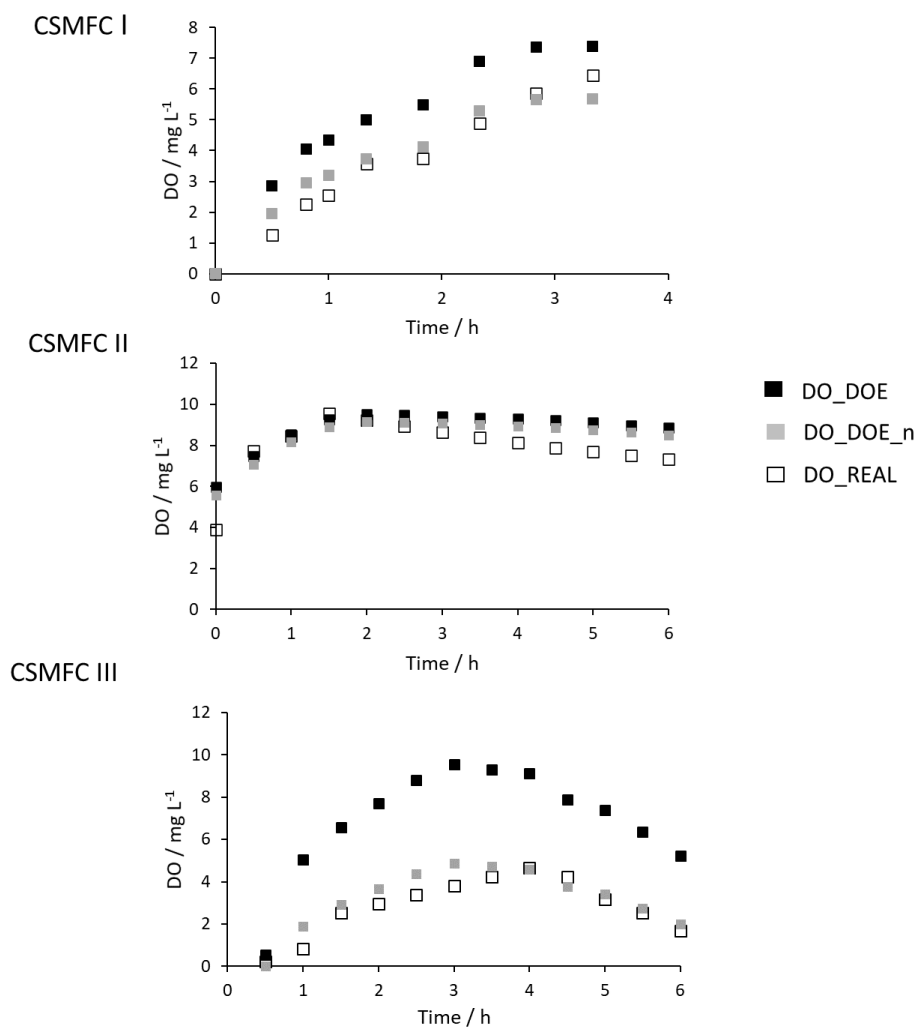 CSMFC I
8
7
6
5
4
3
2
1
0
DO / mg L-1
0 1 2 3 4
Time / h
CSMFC II
12
10
8
6
4
2
0
DO / mg L-1
0 1 2 3 4 5 6
Time / h
DO_DOE
DO_DOE_n
DO_REAL
CSMFC III
12
10
8
6
4
2
0
DO / mg L-1
0 1 2 3 4 5 6
Time / h